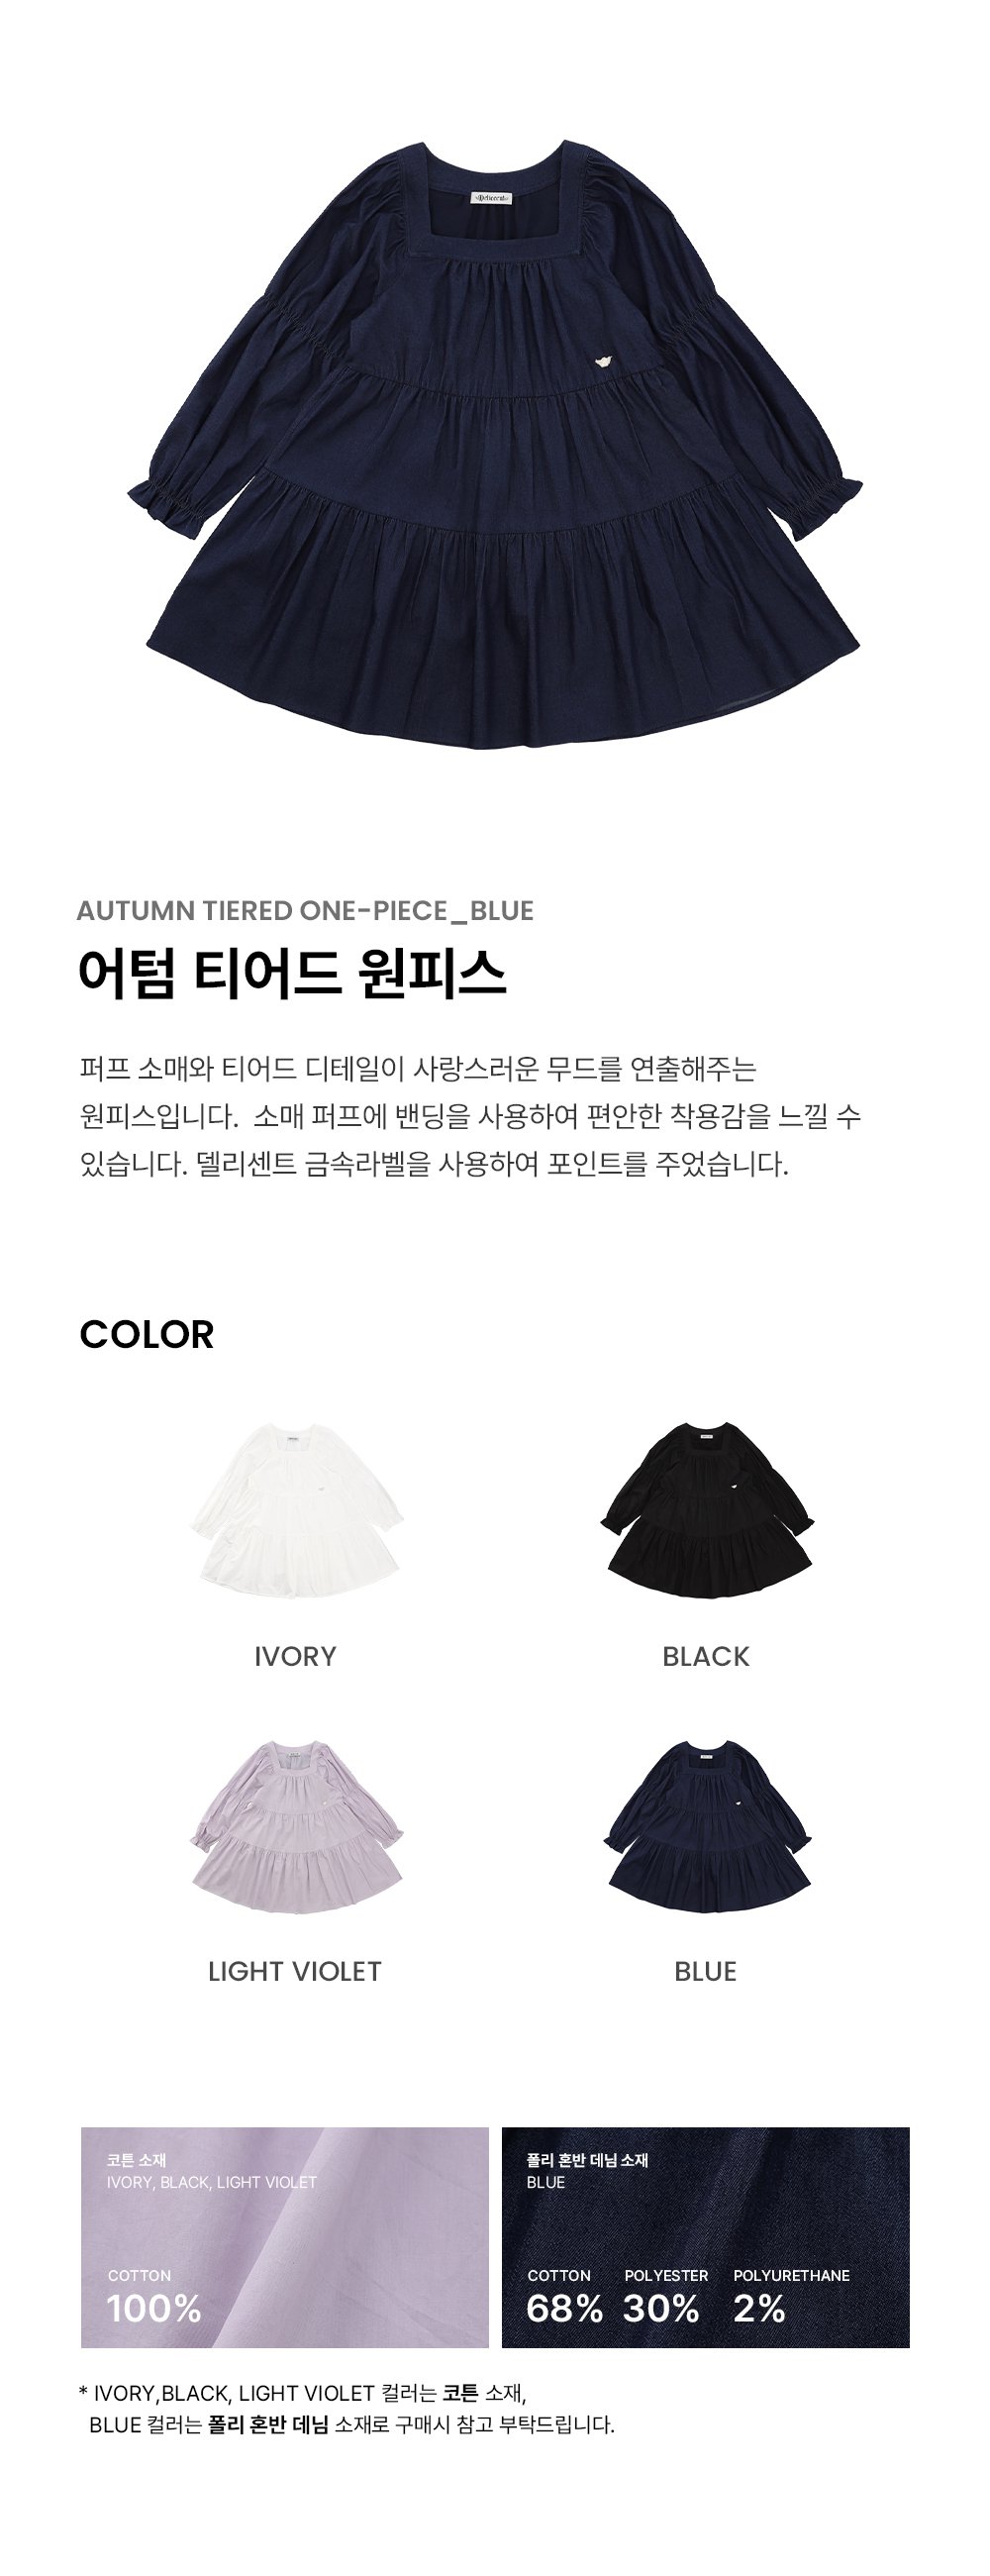 AUTUMN TIERED ONE-PIECE_BLUE
어텀 티어드 원피스
퍼프 소매와 티어드 디테일이 사랑스러운 무드를 연출해주는
원피스입니다. 소매 퍼프에 밴딩을 사용하여 편안한 착용감을 느낄 수
있습니다. 델리센트 금속라벨을 사용하여 포인트를 주었습니다.
COLOR
IVORY
BLACK
LIGHT VIOLET
BLUE
코튼 소재
IVORY, BLACK, LIGHT VIOLET
COTTON
100%
폴리 혼반 데님 소재
BLUE
COTTON POLYESTER POLYURETHANE
68% 30% 2%
* IVORY,BLACK, LIGHT VIOLET 컬러는 코튼 소재,
BLUE 컬러는 폴리 혼반 데님 소재로 구매시 참고 부탁드립니다.